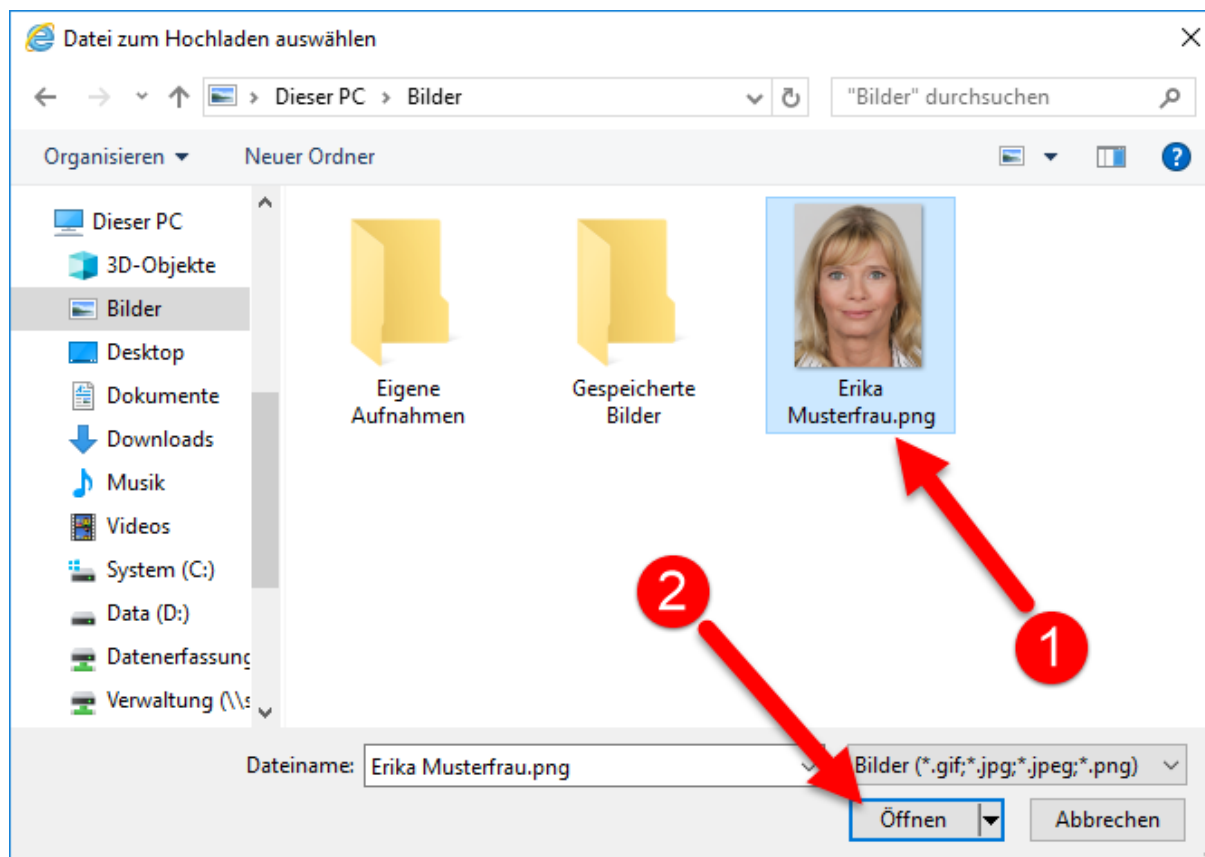 Datei zum Hochladen auswählen
Dieser PC > Bilder
"Bilder" durchsuchen
Organisieren
Neuer Ordner
Dieser PC
3D-Objekte
Bilder
Desktop
Dokumente
Downloads
Musik
Videos
System (C:)
Data (D:)
Datenerfassung
Verwaltung (\\s
Eigene
Aufnahmen
Gespeicherte
Bilder
Erika
Musterfrau.png
2
1
Dateiname:
Erika Musterfrau.png
Bilder (*.gif;*.jpg;*.jpeg;*.png)
Öffnen
Abbrechen